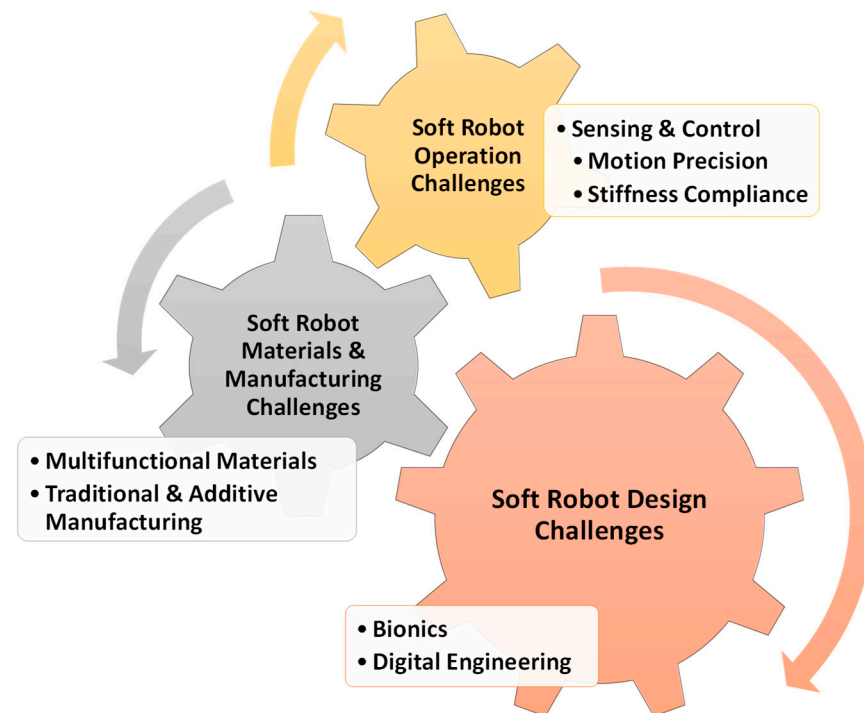 Soft Robot
Operation
Challenges
• Sensing & Control
• Motion Precision
• Stiffness Compliance
Soft Robot
Materials &
Manufacturing
Challenges
• Multifunctional Materials
• Traditional & Additive
Manufacturing
Soft Robot Design
Challenges
• Bionics
• Digital Engineering